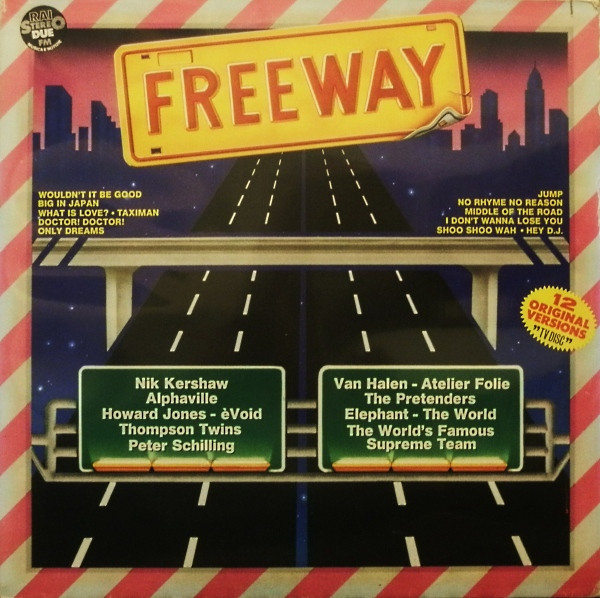 RAI
STEREO
DUE
FM
FREEWAY
WOULDN'T IT BE GOOD
BIG IN JAPAN
WHAT IS LOVE? • TAXIMAN
DOCTOR! DOCTOR!
ONLY DREAMS
JUMP
NO RHYME NO REASON
MIDDLE OF THE ROAD
I DON'T WANNA LOSE YOU
SHOO SHOO WAH • HEY D.J.
12
ORIGINAL
VERSIONS
"TV DISC"
Nik Kershaw
Alphaville
Howard Jones - èVoid
Thompson Twins
Peter Schilling
Van Halen - Atelier Folie
The Pretenders
Elephant - The World
The World's Famous
Supreme Team